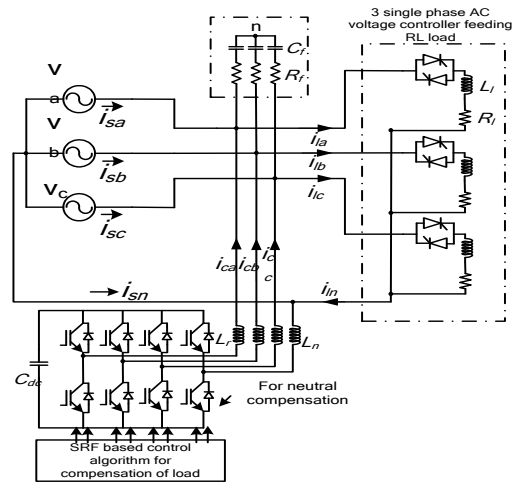 3 single phase AC
voltage controller feeding
RL load
n
Cf
Rf
V
a
isa
V
b
isb
Vc
isc
ila
ilb
ilc
Ll
Rl
ica
icb
ic
c
isn
iln
Lr
Ln
Cdc
For neutral
compensation
SRF based control
algorithm for
compensation of load